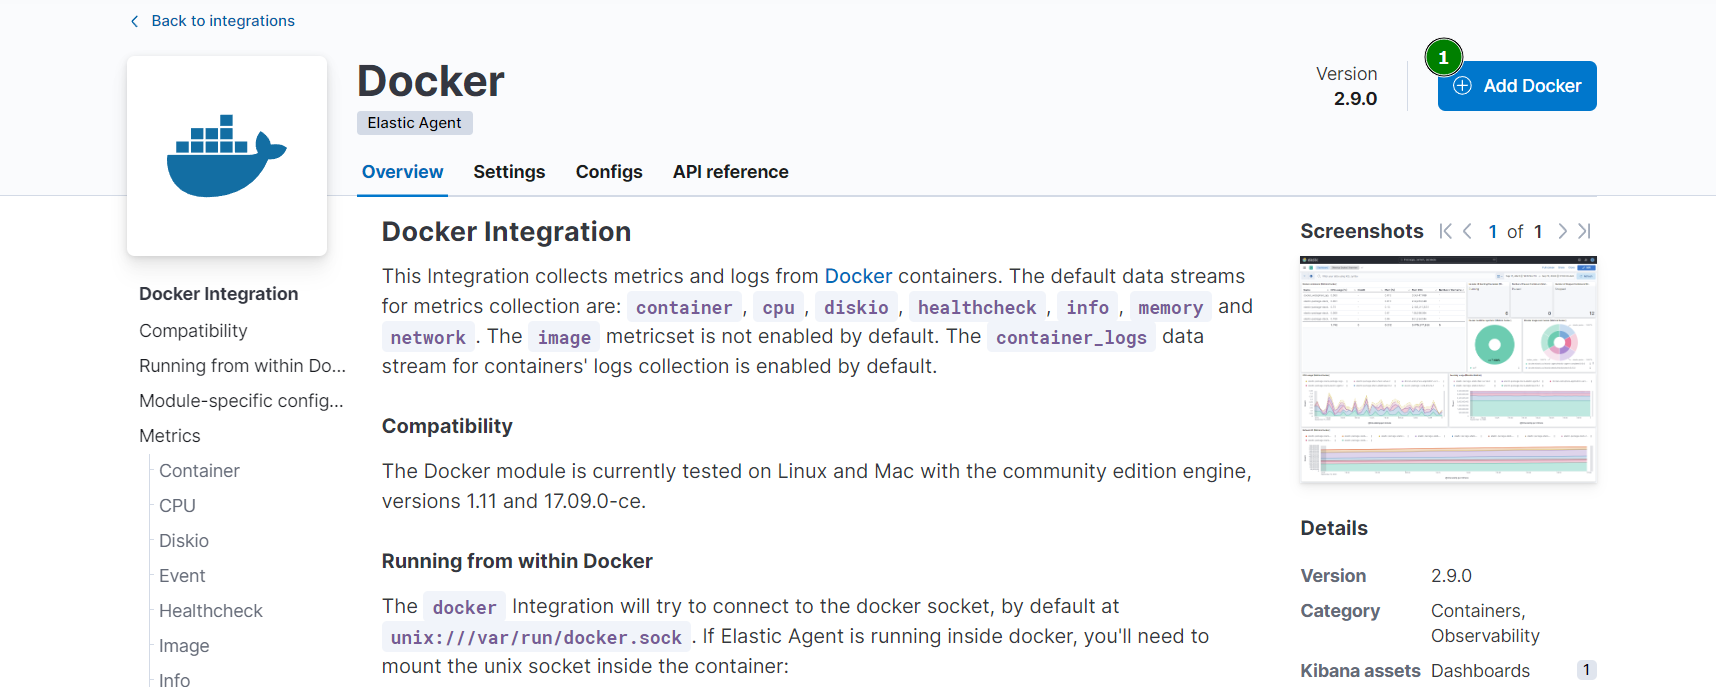 Back to integrations
Docker
Elastic Agent
Version
2.9.0
1
Add Docker
Overview Settings Configs API reference
Docker Integration
Compatibility
Running from within Do...
Module-specific config...
Metrics
Container
CPU
Diskio
Event
Healthcheck
Image
Info
Docker Integration
This Integration collects metrics and logs from Docker containers. The default data streams
for metrics collection are: container, cpu, diskio, healthcheck, info, memory and
network. The image metricset is not enabled by default. The container_logs data
stream for containers' logs collection is enabled by default.
Compatibility
The Docker module is currently tested on Linux and Mac with the community edition engine,
versions 1.11 and 17.09.0-ce.
Running from within Docker
The docker Integration will try to connect to the docker socket, by default at
unix:///var/run/docker.sock. If Elastic Agent is running inside docker, you'll need to
mount the unix socket inside the container:
Screenshots 1 of 1
Details
Version 2.9.0
Category Containers,
Observability
Kibana assets Dashboards 1